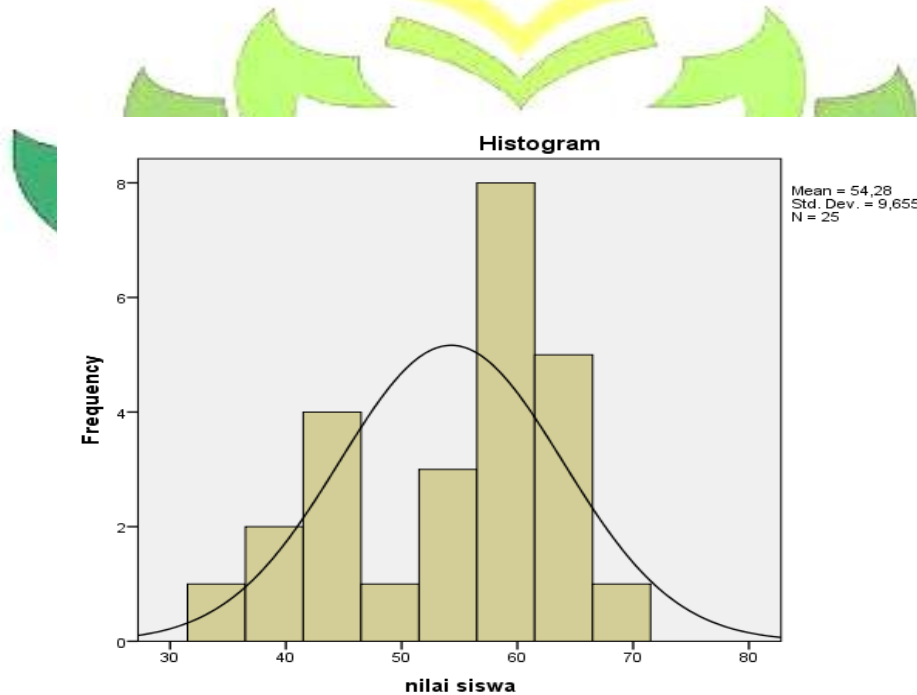 Histogram
Mean = 54,28
Std. Dev. = 9,655
N = 25
8
6
4
2
0
Frequency
30 40 50 60 70 80
nilai siswa